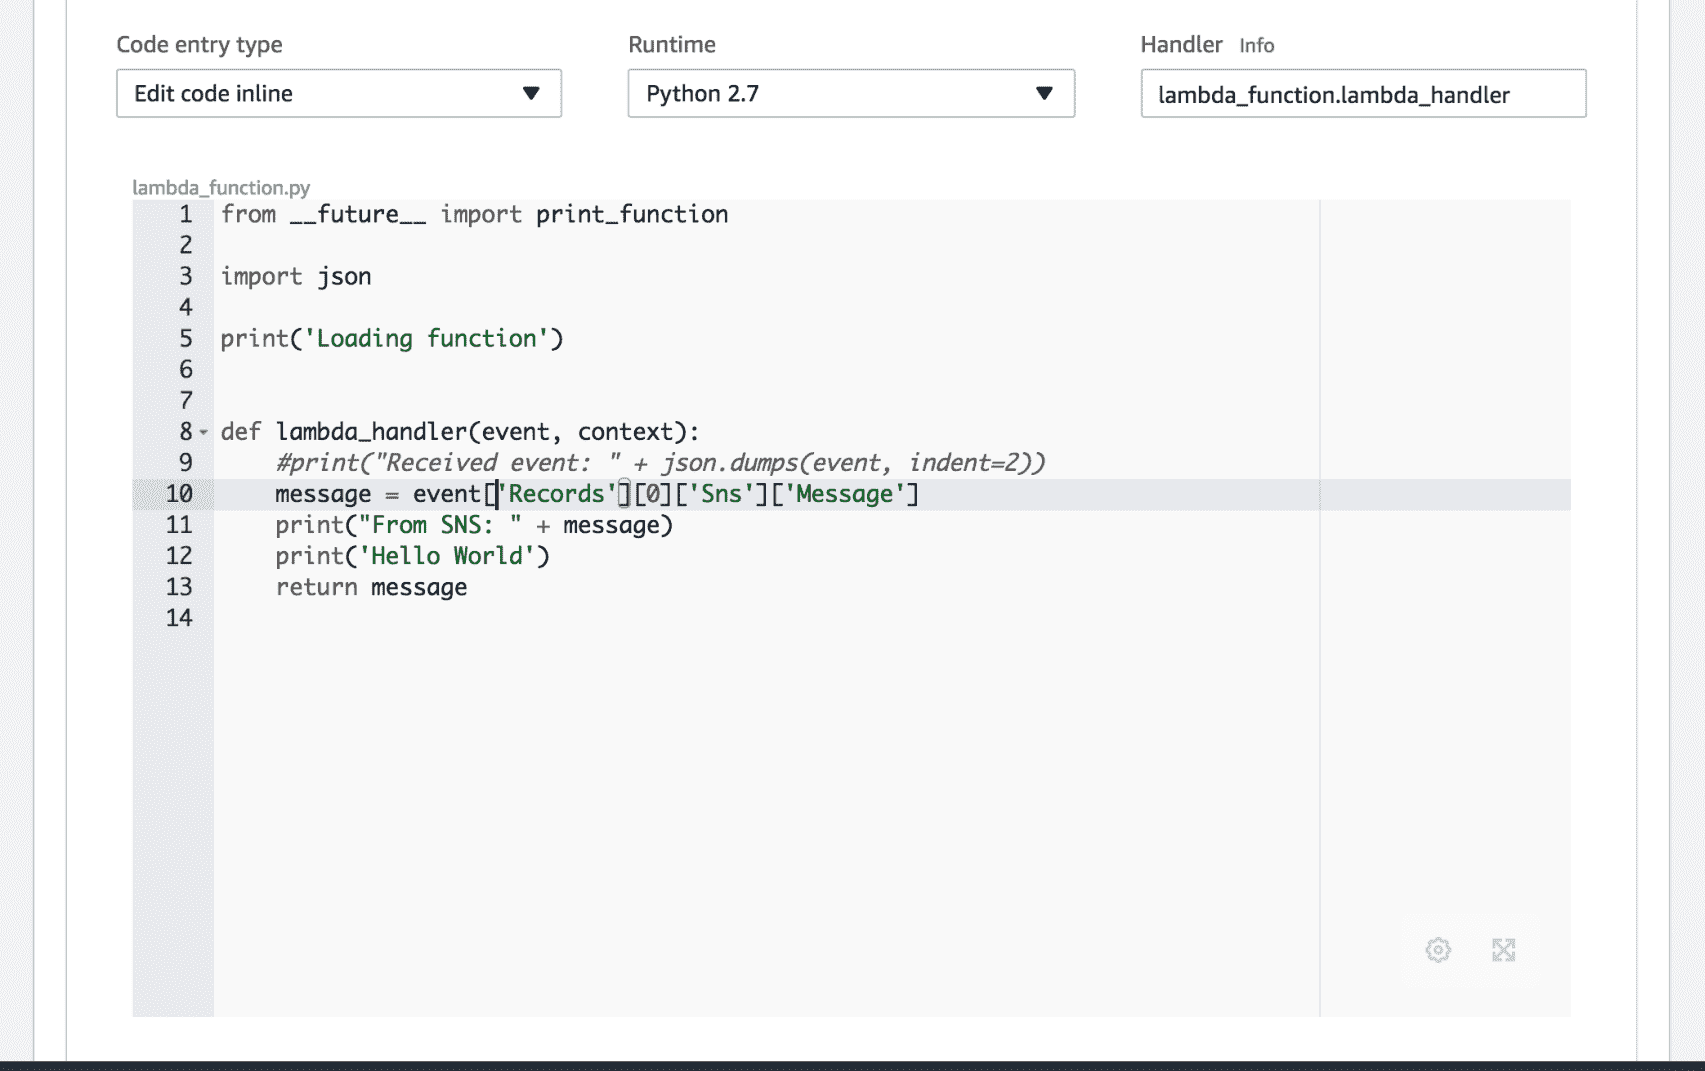 Code entry type Runtime Handler Info
Edit code inline Python 2.7 lambda_function.lambda_handler
lambda_function.py
1 from __future__ import print_function
2
3 import json
4
5 print('Loading function')
6
7
8 def lambda_handler(event, context):
9 #print("Received event: " + json.dumps(event, indent=2))
10 message = event['Records'][0]['Sns']['Message']
11 print("From SNS: " + message)
12 print('Hello World')
13 return message
14